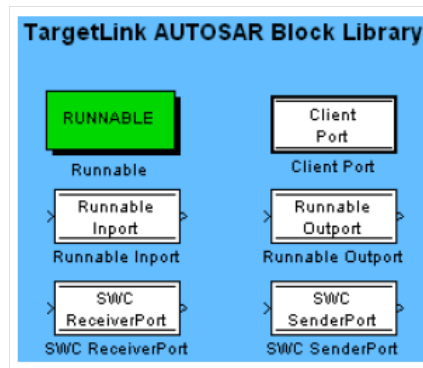 TargetLink AUTOSAR Block Library
RUNNABLE
Runnable
Client
Port
Client Port
Runnable
Inport
Runnable Inport
Runnable
Outport
Runnable Outport
SWC
ReceiverPort
SWC ReceiverPort
SWC
SenderPort
SWC SenderPort